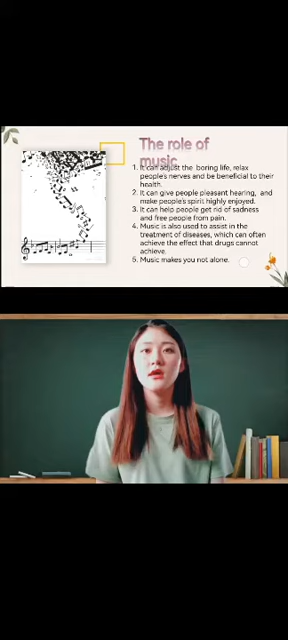 The role of
music
1. It can adjust the boring life, relax
people's nerves and be beneficial to their
health.
2. It can give people pleasant hearing, and
make people's spirit highly enjoyed.
3. It can help people get rid of sadness
and free people from pain.
4. Music is also used to assist in the
treatment of diseases, which can often
achieve the effect that drugs cannot
achieve.
5. Music makes you not alone.